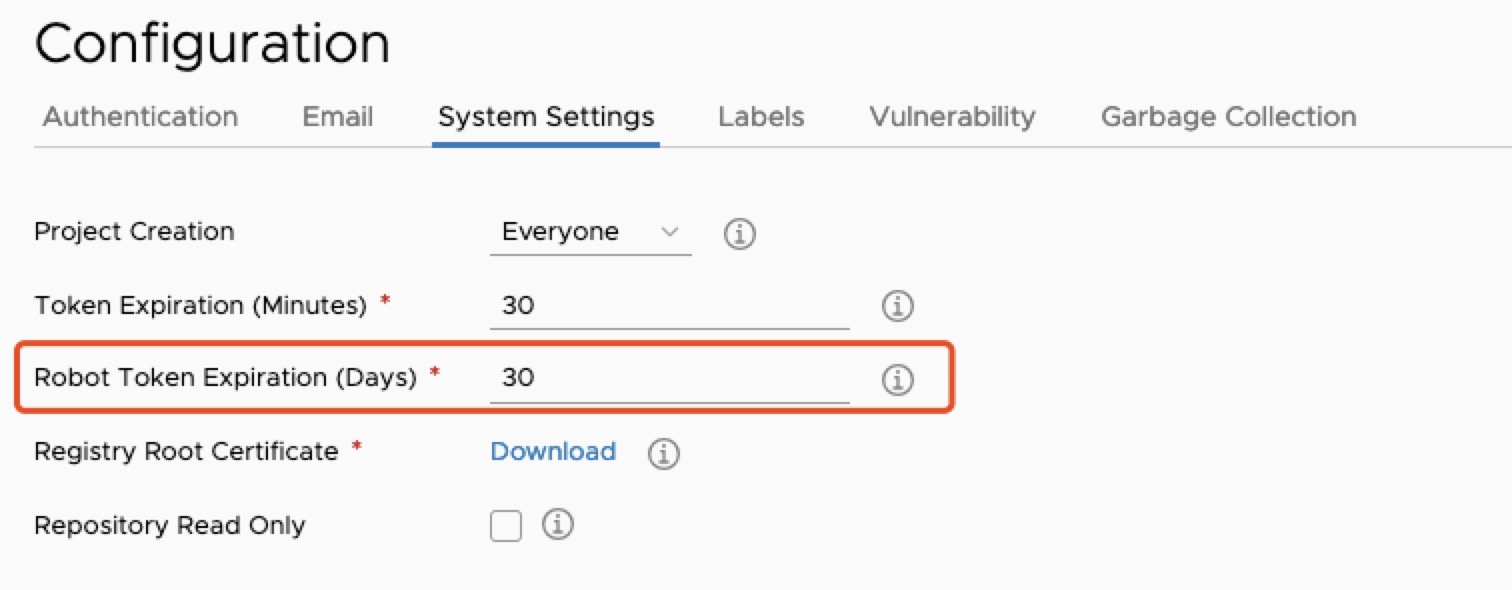 Configuration
Authentication Email System Settings Labels Vulnerability Garbage Collection
Project Creation Everyone
Token Expiration (Minutes) * 30
Robot Token Expiration (Days) * 30
Registry Root Certificate * Download
Repository Read Only